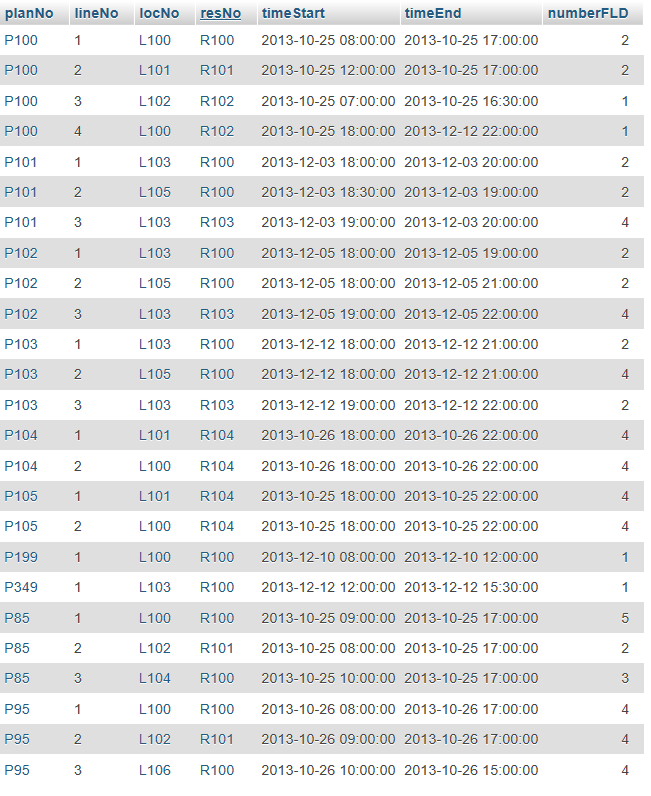 planNo lineNo locNo resNo timeStart timeEnd numberFLD
P100 1 L100 R100 2013-10-25 08:00:00 2013-10-25 17:00:00 2
P100 2 L101 R101 2013-10-25 12:00:00 2013-10-25 17:00:00 2
P100 3 L102 R102 2013-10-25 07:00:00 2013-10-25 16:30:00 1
P100 4 L100 R102 2013-10-25 18:00:00 2013-12-12 22:00:00 1
P101 1 L103 R100 2013-12-03 18:00:00 2013-12-03 20:00:00 2
P101 2 L105 R100 2013-12-03 18:30:00 2013-12-03 19:00:00 2
P101 3 L103 R103 2013-12-03 19:00:00 2013-12-03 20:00:00 4
P102 1 L103 R100 2013-12-05 18:00:00 2013-12-05 19:00:00 2
P102 2 L105 R100 2013-12-05 18:00:00 2013-12-05 21:00:00 2
P102 3 L103 R103 2013-12-05 19:00:00 2013-12-05 22:00:00 4
P103 1 L103 R100 2013-12-12 18:00:00 2013-12-12 21:00:00 2
P103 2 L105 R100 2013-12-12 18:00:00 2013-12-12 21:00:00 4
P103 3 L103 R103 2013-12-12 19:00:00 2013-12-12 22:00:00 2
P104 1 L101 R104 2013-10-26 18:00:00 2013-10-26 22:00:00 4
P104 2 L100 R104 2013-10-26 18:00:00 2013-10-26 22:00:00 4
P105 1 L101 R104 2013-10-25 18:00:00 2013-10-25 22:00:00 4
P105 2 L100 R104 2013-10-25 18:00:00 2013-10-25 22:00:00 4
P199 1 L100 R100 2013-12-10 08:00:00 2013-12-10 12:00:00 1
P349 1 L103 R100 2013-12-12 12:00:00 2013-12-12 15:30:00 1
P85 1 L100 R100 2013-10-25 09:00:00 2013-10-25 17:00:00 5
P85 2 L102 R101 2013-10-25 08:00:00 2013-10-25 17:00:00 2
P85 3 L104 R100 2013-10-25 10:00:00 2013-10-25 17:00:00 3
P95 1 L100 R100 2013-10-26 08:00:00 2013-10-26 17:00:00 4
P95 2 L102 R101 2013-10-26 09:00:00 2013-10-26 17:00:00 4
P95 3 L106 R100 2013-10-26 10:00:00 2013-10-26 15:00:00 4